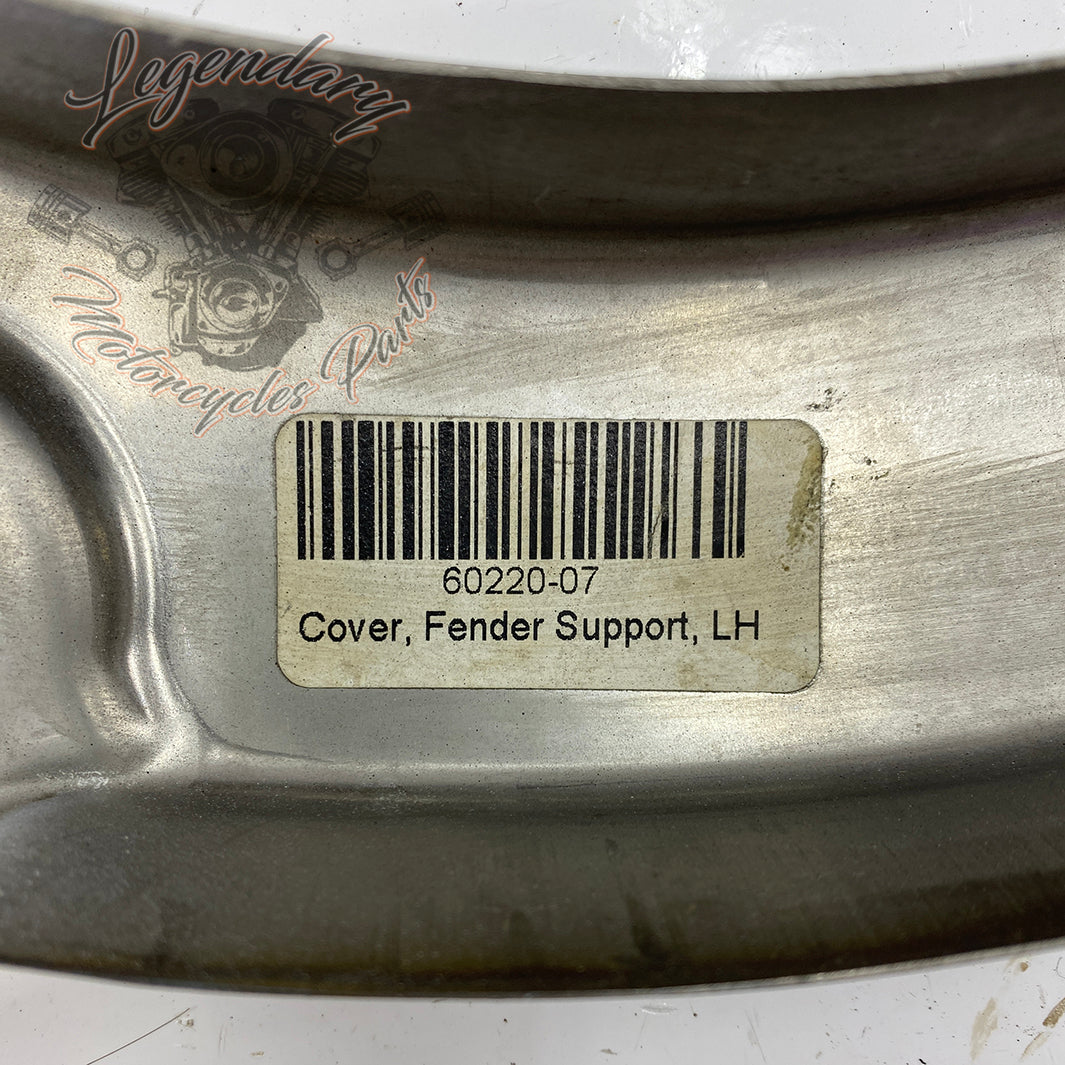 Legendary
Motorcycles Parts
60220-07
Cover, Fender Support, LH